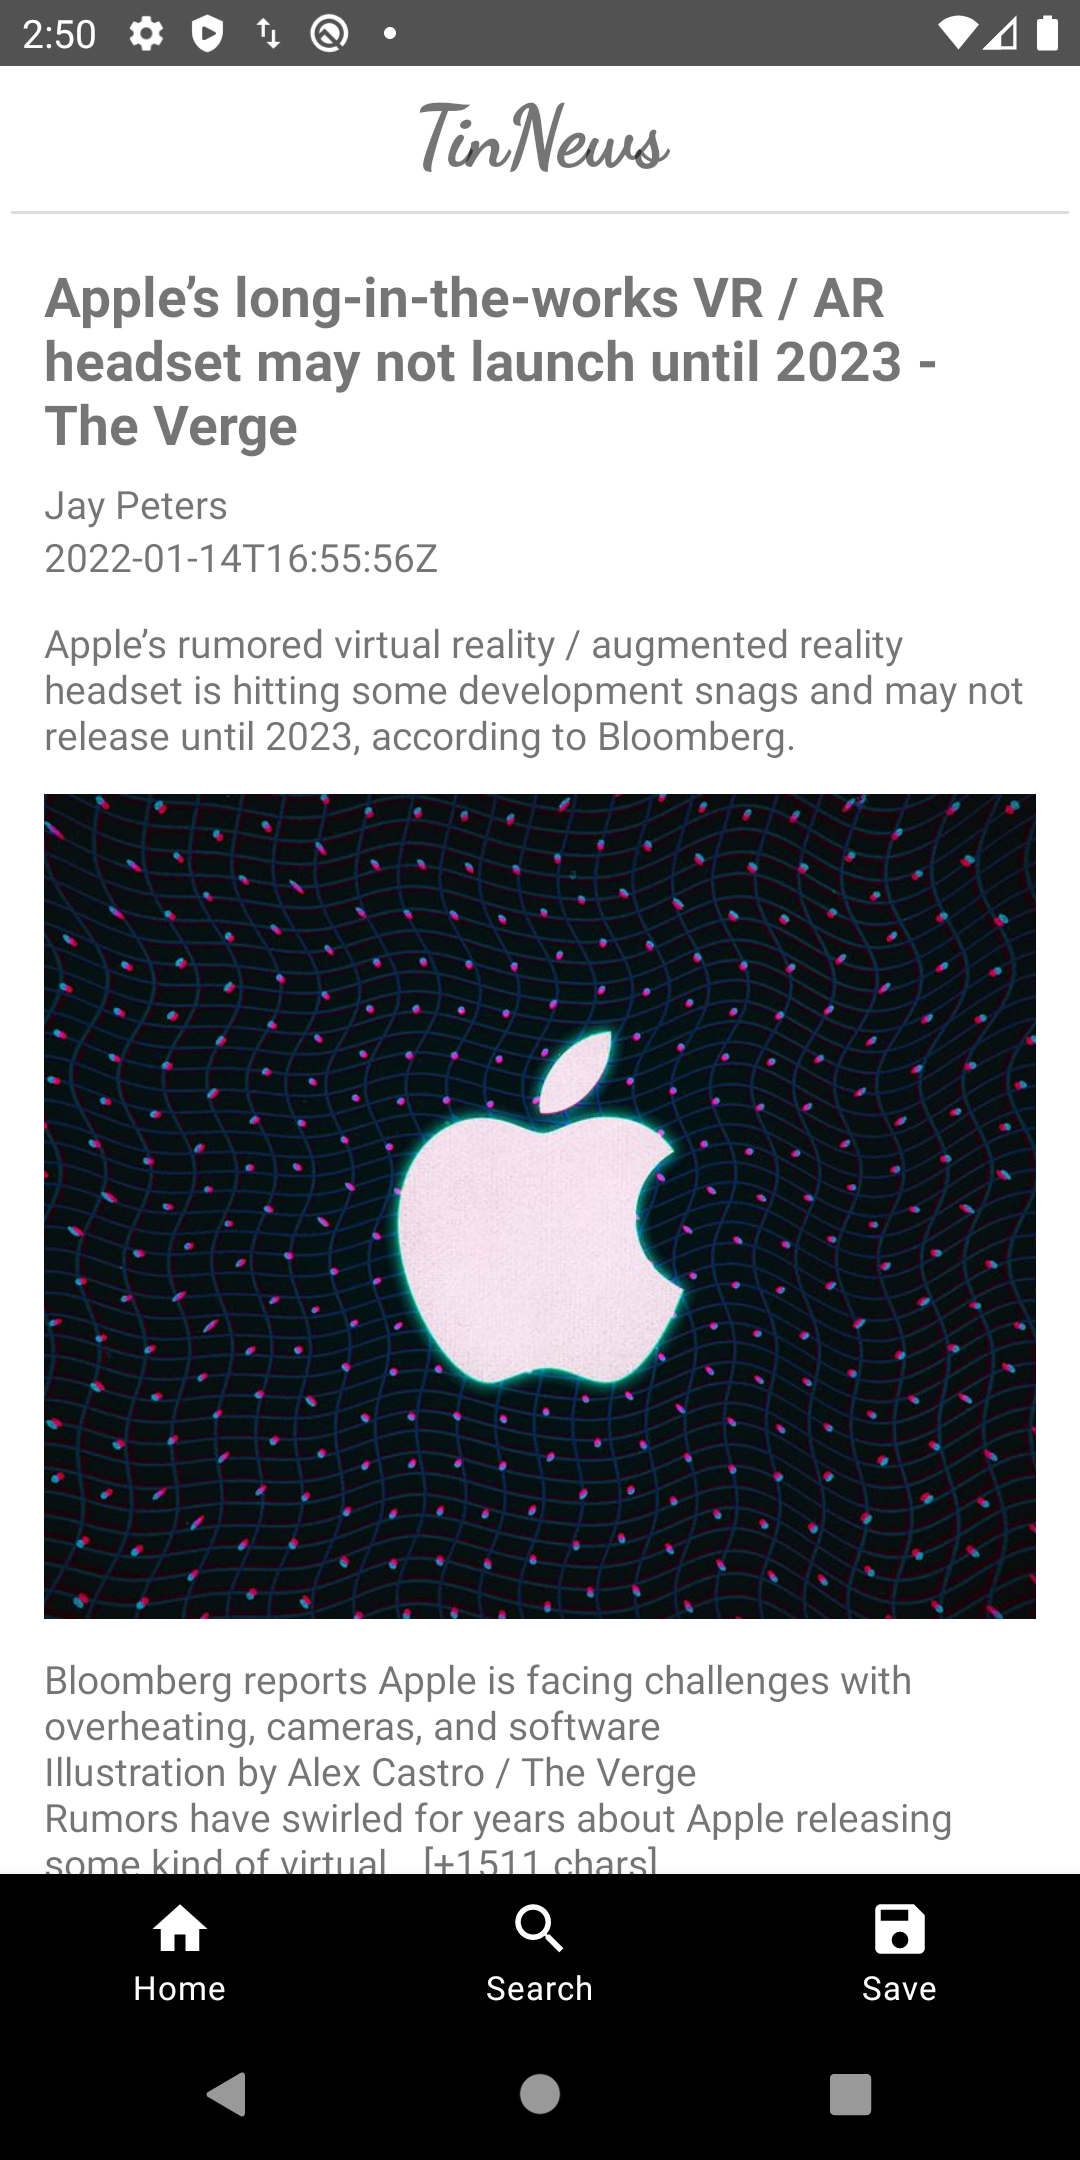 2:50
TinNews
Apple’s long-in-the-works VR / AR
headset may not launch until 2023 -
The Verge
Jay Peters
2022-01-14T16:55:56Z
Apple’s rumored virtual reality / augmented reality
headset is hitting some development snags and may not
release until 2023, according to Bloomberg.
Bloomberg reports Apple is facing challenges with
overheating, cameras, and software
Illustration by Alex Castro / The Verge
Rumors have swirled for years about Apple releasing
some kind of virtual… [+1511 chars]
Home
Search
Save